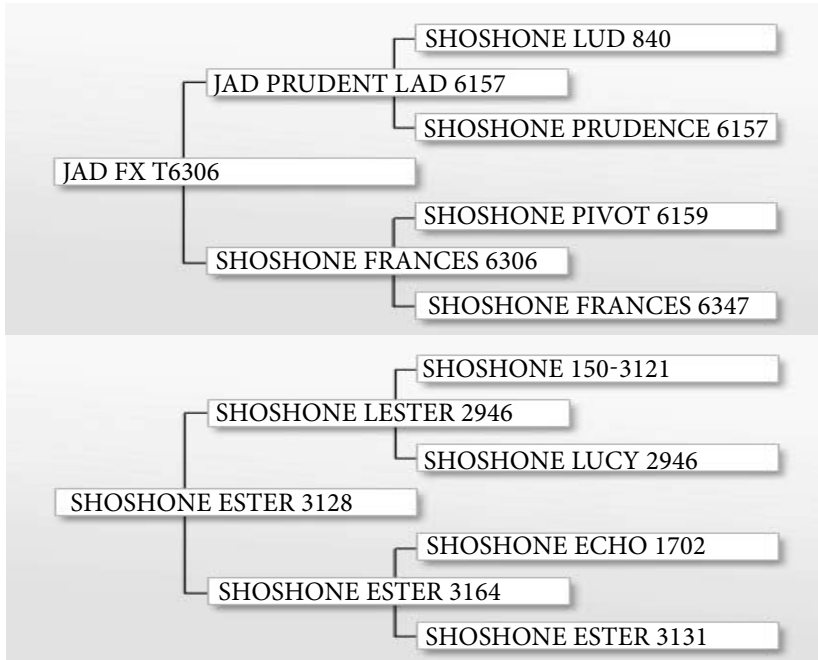 SHOSHONE LUD 840
JAD PRUDENT LAD 6157
SHOSHONE PRUDENCE 6157
JAD FX T6306
SHOSHONE PIVOT 6159
SHOSHONE FRANCES 6306
SHOSHONE FRANCES 6347
SHOSHONE 150-3121
SHOSHONE LESTER 2946
SHOSHONE LUCY 2946
SHOSHONE ESTER 3128
SHOSHONE ECHO 1702
SHOSHONE ESTER 3164
SHOSHONE ESTER 3131